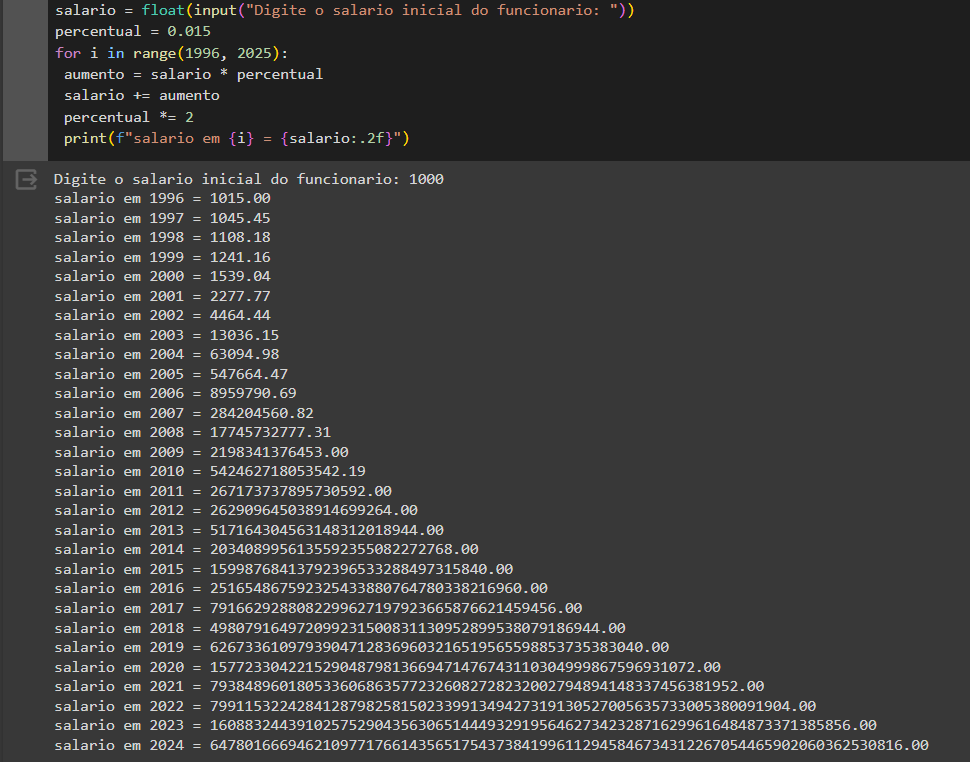 salario = float(input("Digite o salario inicial do funcionario: "))
percentual = 0.015
for i in range(1996, 2025):
 aumento = salario * percentual
 salario += aumento
 percentual *= 2
 print(f"salario em {i} = {salario:.2f}")
Digite o salario inicial do funcionario: 1000
salario em 1996 = 1015.00
salario em 1997 = 1045.45
salario em 1998 = 1108.18
salario em 1999 = 1241.16
salario em 2000 = 1539.04
salario em 2001 = 2277.77
salario em 2002 = 4464.44
salario em 2003 = 13036.15
salario em 2004 = 63094.98
salario em 2005 = 547664.47
salario em 2006 = 8959790.69
salario em 2007 = 284204560.82
salario em 2008 = 17745732777.31
salario em 2009 = 2198341376453.00
salario em 2010 = 542462718053542.19
salario em 2011 = 267173737895730592.00
salario em 2012 = 262909645038914699264.00
salario em 2013 = 517164304563148312018944.00
salario em 2014 = 2034089956135592355082272768.00
salario em 2015 = 15998768413792396533288497315840.00
salario em 2016 = 251654867592325433880764780338216960.00
salario em 2017 = 7916629288082299627197923665876621459456.00
salario em 2018 = 498079164972099231500831130952899538079186944.00
salario em 2019 = 62673361097939047128369603216519565598853735383040.00
salario em 2020 = 15772330422152904879813669471476743110304999867596931072.00
salario em 2021 = 7938489601805336068635772326082728232002794894148337456381952.00
salario em 2022 = 7991153224284128798258150233991349427319130527005635733005380091904.00
salario em 2023 = 16088324439102575290435630651444932919564627342328716299616484873371385856.00
salario em 2024 = 64780166694621097717661435651754373841996112945846734312267054465902060362530816.00